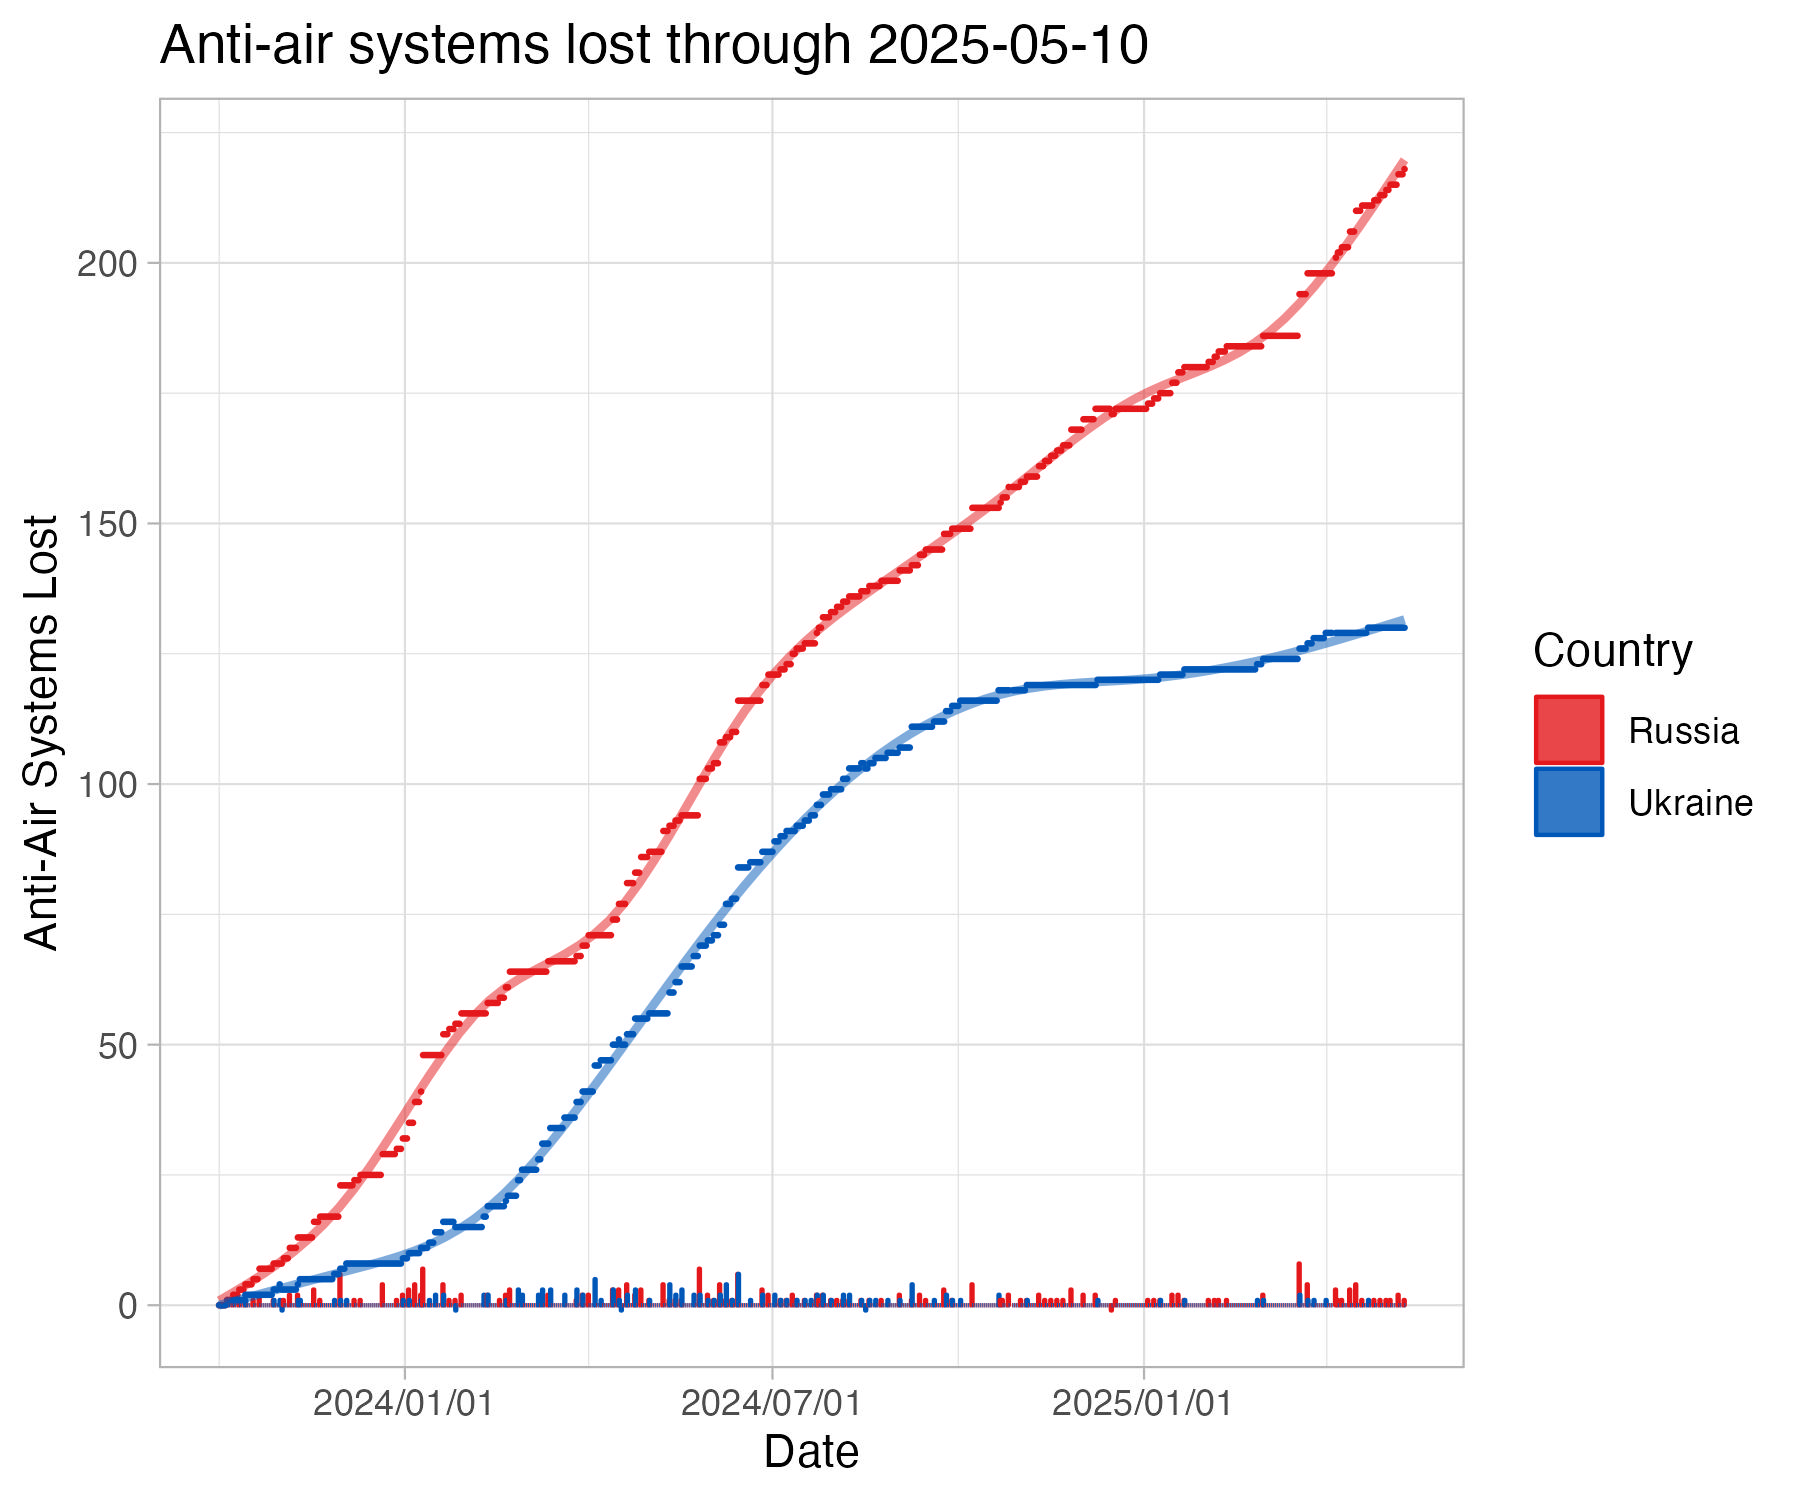 Anti-air systems lost through 2025-05-10
Anti-Air Systems Lost
200
150
100
50
0
2024/01/01
2024/07/01
2025/01/01
Date
Country
Russia
Ukraine